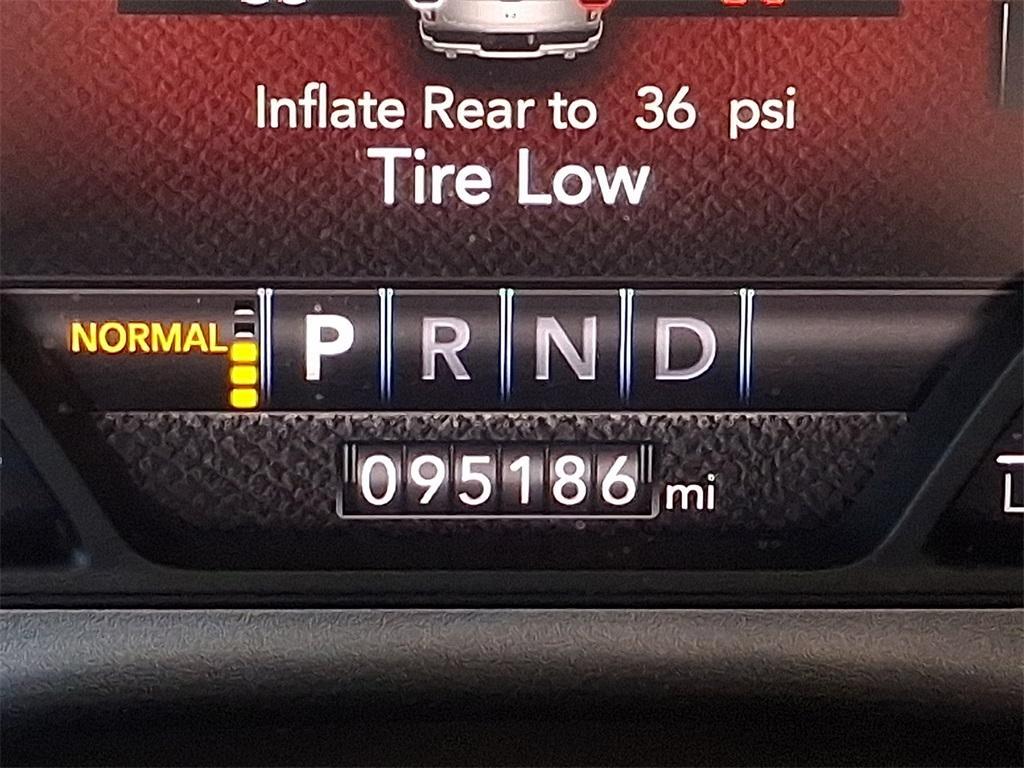 Inflate Rear to 36 psi
Tire Low
NORMAL P R N D
095186 mi